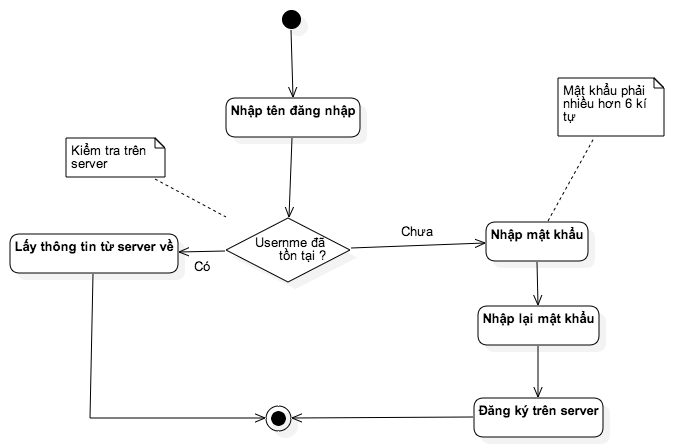 Nhập tên đăng nhập
Mật khẩu phải
nhiều hơn 6 kí
tự
Kiểm tra trên
server
Usernme đã
tồn tại ?
Chưa
Nhập mật khẩu
Lấy thông tin từ server về
Có
Nhập lại mật khẩu
Đăng ký trên server